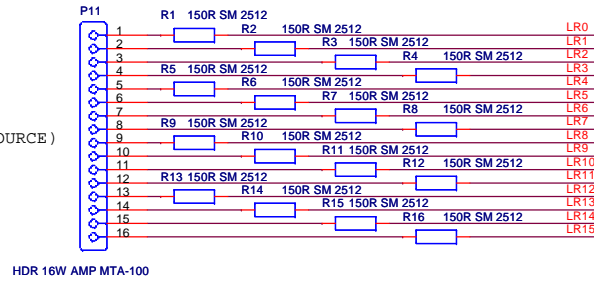 P11
R1 150R SM 2512
1 R2 150R SM 2512 LR0
2 R3 150R SM 2512 LR1
3 R4 150R SM 2512 LR2
4 LR3
R5 150R SM 2512
5 R6 150R SM 2512 LR4
6 R7 150R SM 2512 LR5
7 R8 150R SM 2512 LR6
8 LR7
R9 150R SM 2512
OURCE) 9 R10 150R SM 2512 LR8
10 R11 150R SM 2512 LR9
11 R12 150R SM 2512 LR10
12 LR11
R13 150R SM 2512
13 R14 150R SM 2512 LR12
14 R15 150R SM 2512 LR13
15 R16 150R SM 2512 LR14
16 LR15
HDR 16W AMP MTA-100